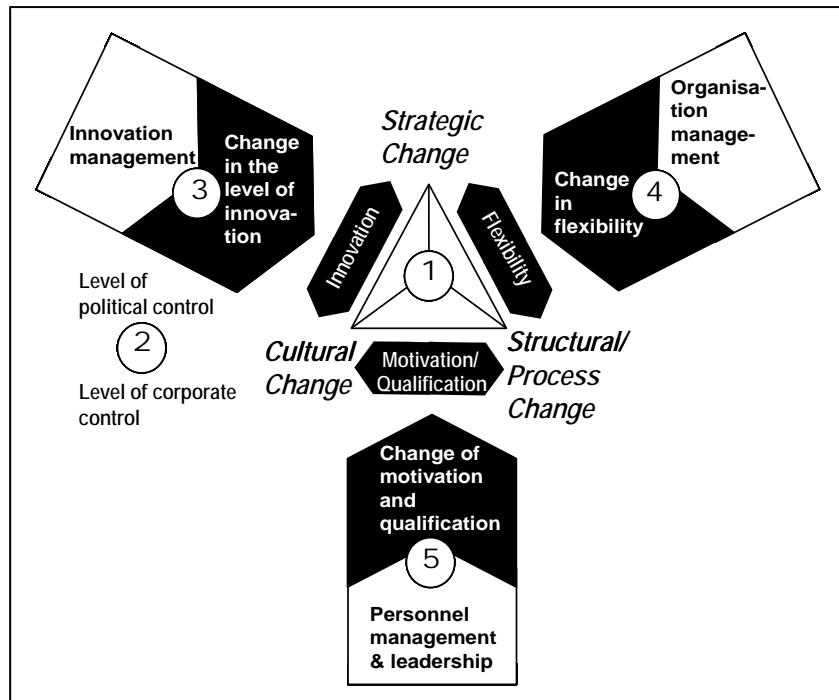 Innovation
management
3
Change
in the
level of
innova-
tion
Strategic
Change
Organisa-
tion
manage-
ment
Change
in
flexibility
4
Innovation
1
Flexibility
Level of
political control
2
Level of corporate
control
Cultural
Change
Motivation/
Qualification
Structural/
Process
Change
Change of
motivation
and
qualification
5
Personnel
management
& leadership